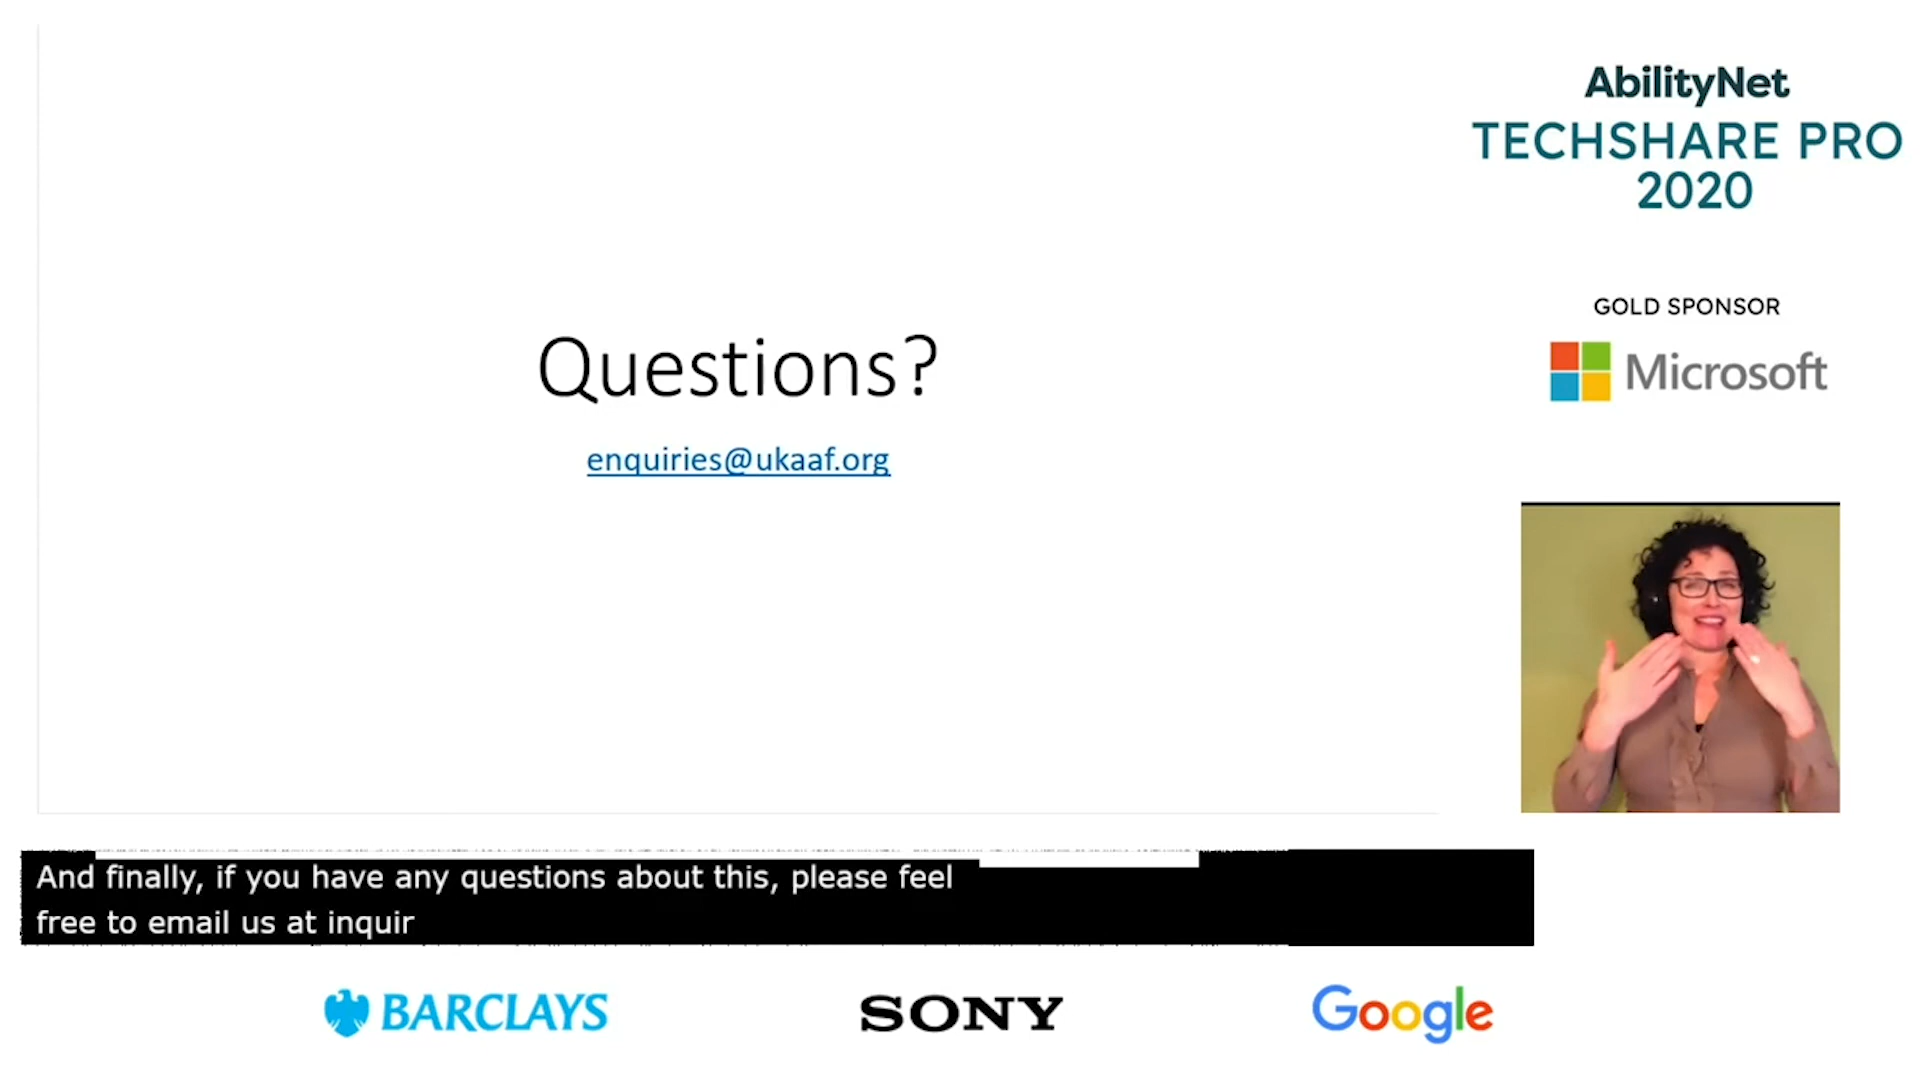 AbilityNet
TECHSHARE PRO
2020
GOLD SPONSOR
Microsoft
Questions?
enquiries@ukaaf.org
And finally, if you have any questions about this, please feel
free to email us at inquir
BARCLAYS
SONY
Google